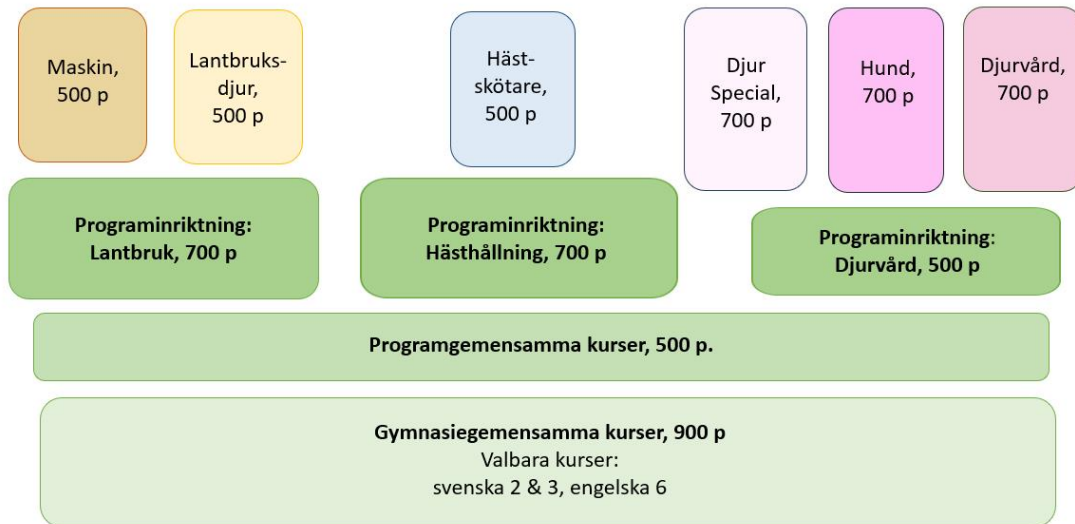 Maskin,
500 p
Lantbruks-
djur,
500 p
Häst-
skötare,
500 p
Djur
Special,
700 p
Hund,
700 p
Djurvård,
700 p
Programinriktning:
Lantbruk, 700 p
Programinriktning:
Hästhållning, 700 p
Programinriktning:
Djurvård, 500 p
Programgemensamma kurser, 500 p.
Gymnasiegemensamma kurser, 900 p
Valbara kurser:
svenska 2 & 3, engelska 6